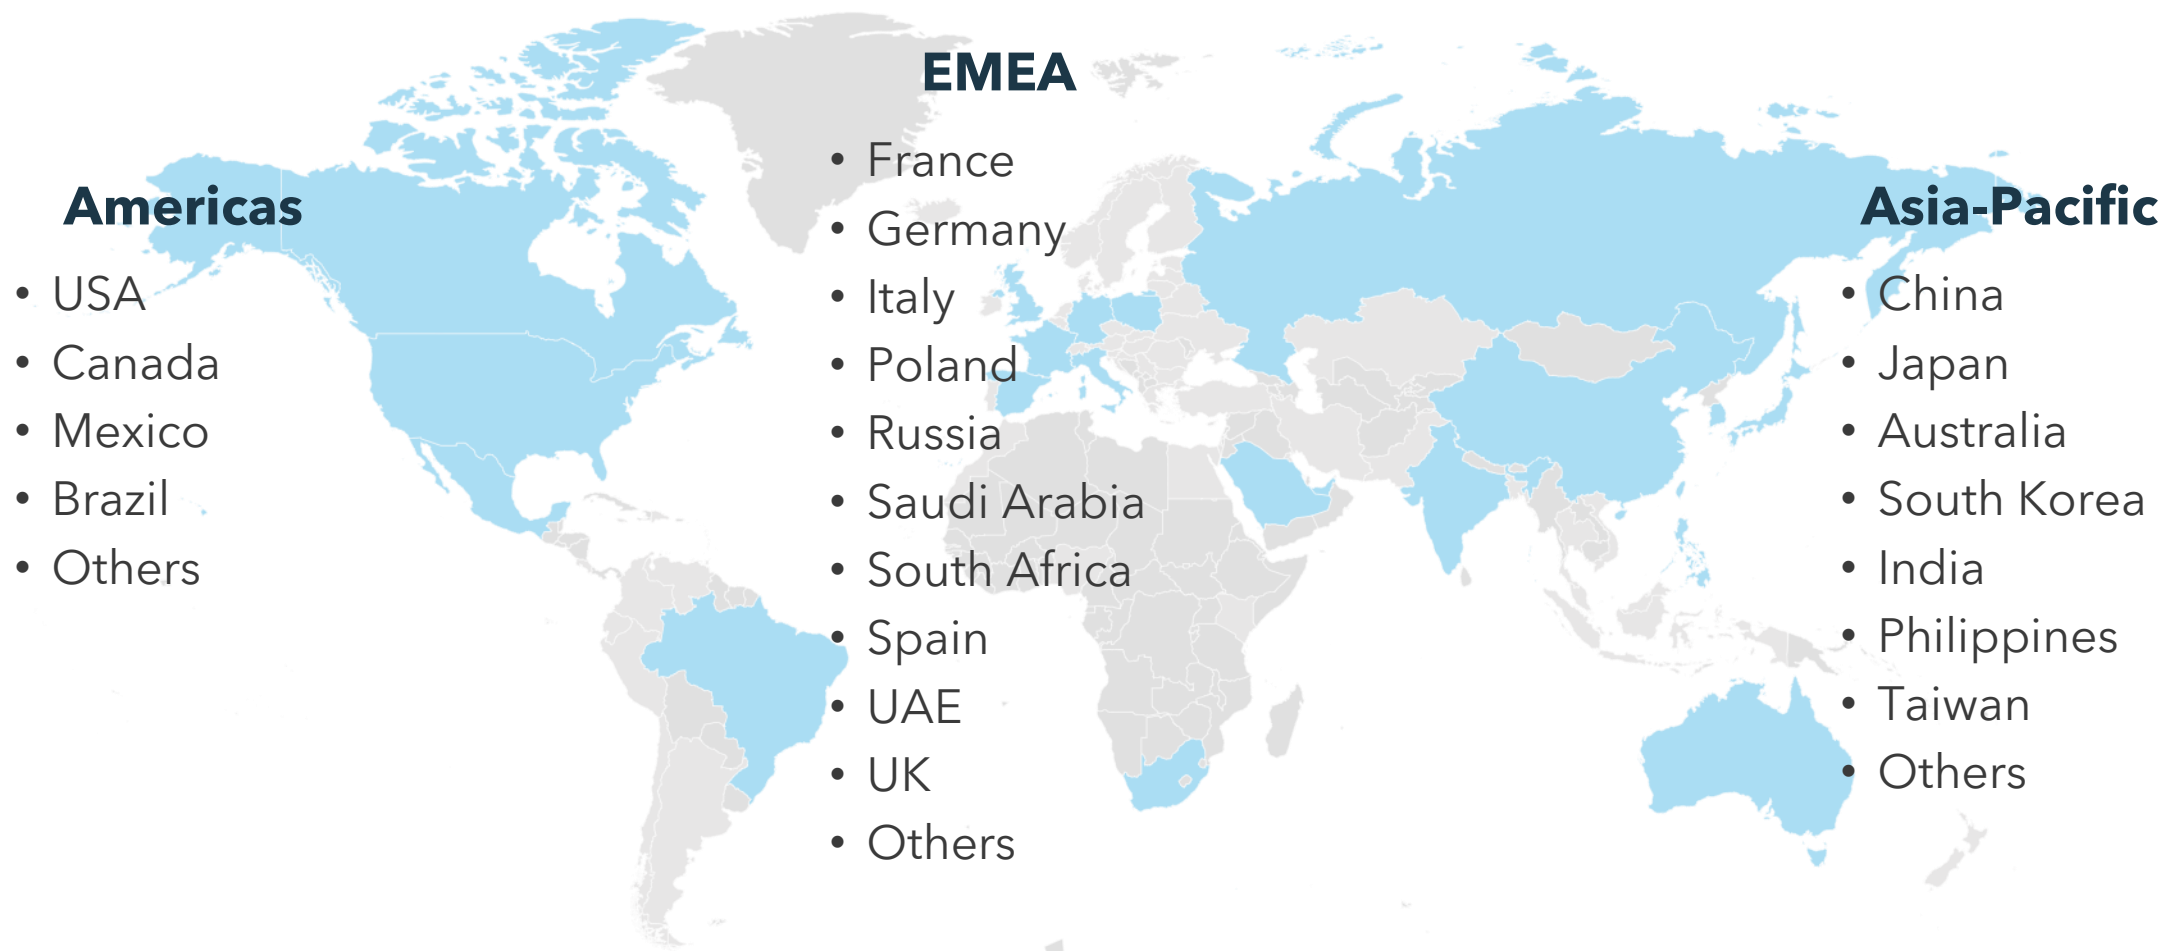 Americas
• USA
• Canada
• Mexico
• Brazil
• Others
EMEA
• France
• Germany
• Italy
• Poland
• Russia
• Saudi Arabia
• South Africa
• Spain
• UAE
• UK
• Others
Asia-Pacific
• China
• Japan
• Australia
• South Korea
• India
• Philippines
• Taiwan
• Others